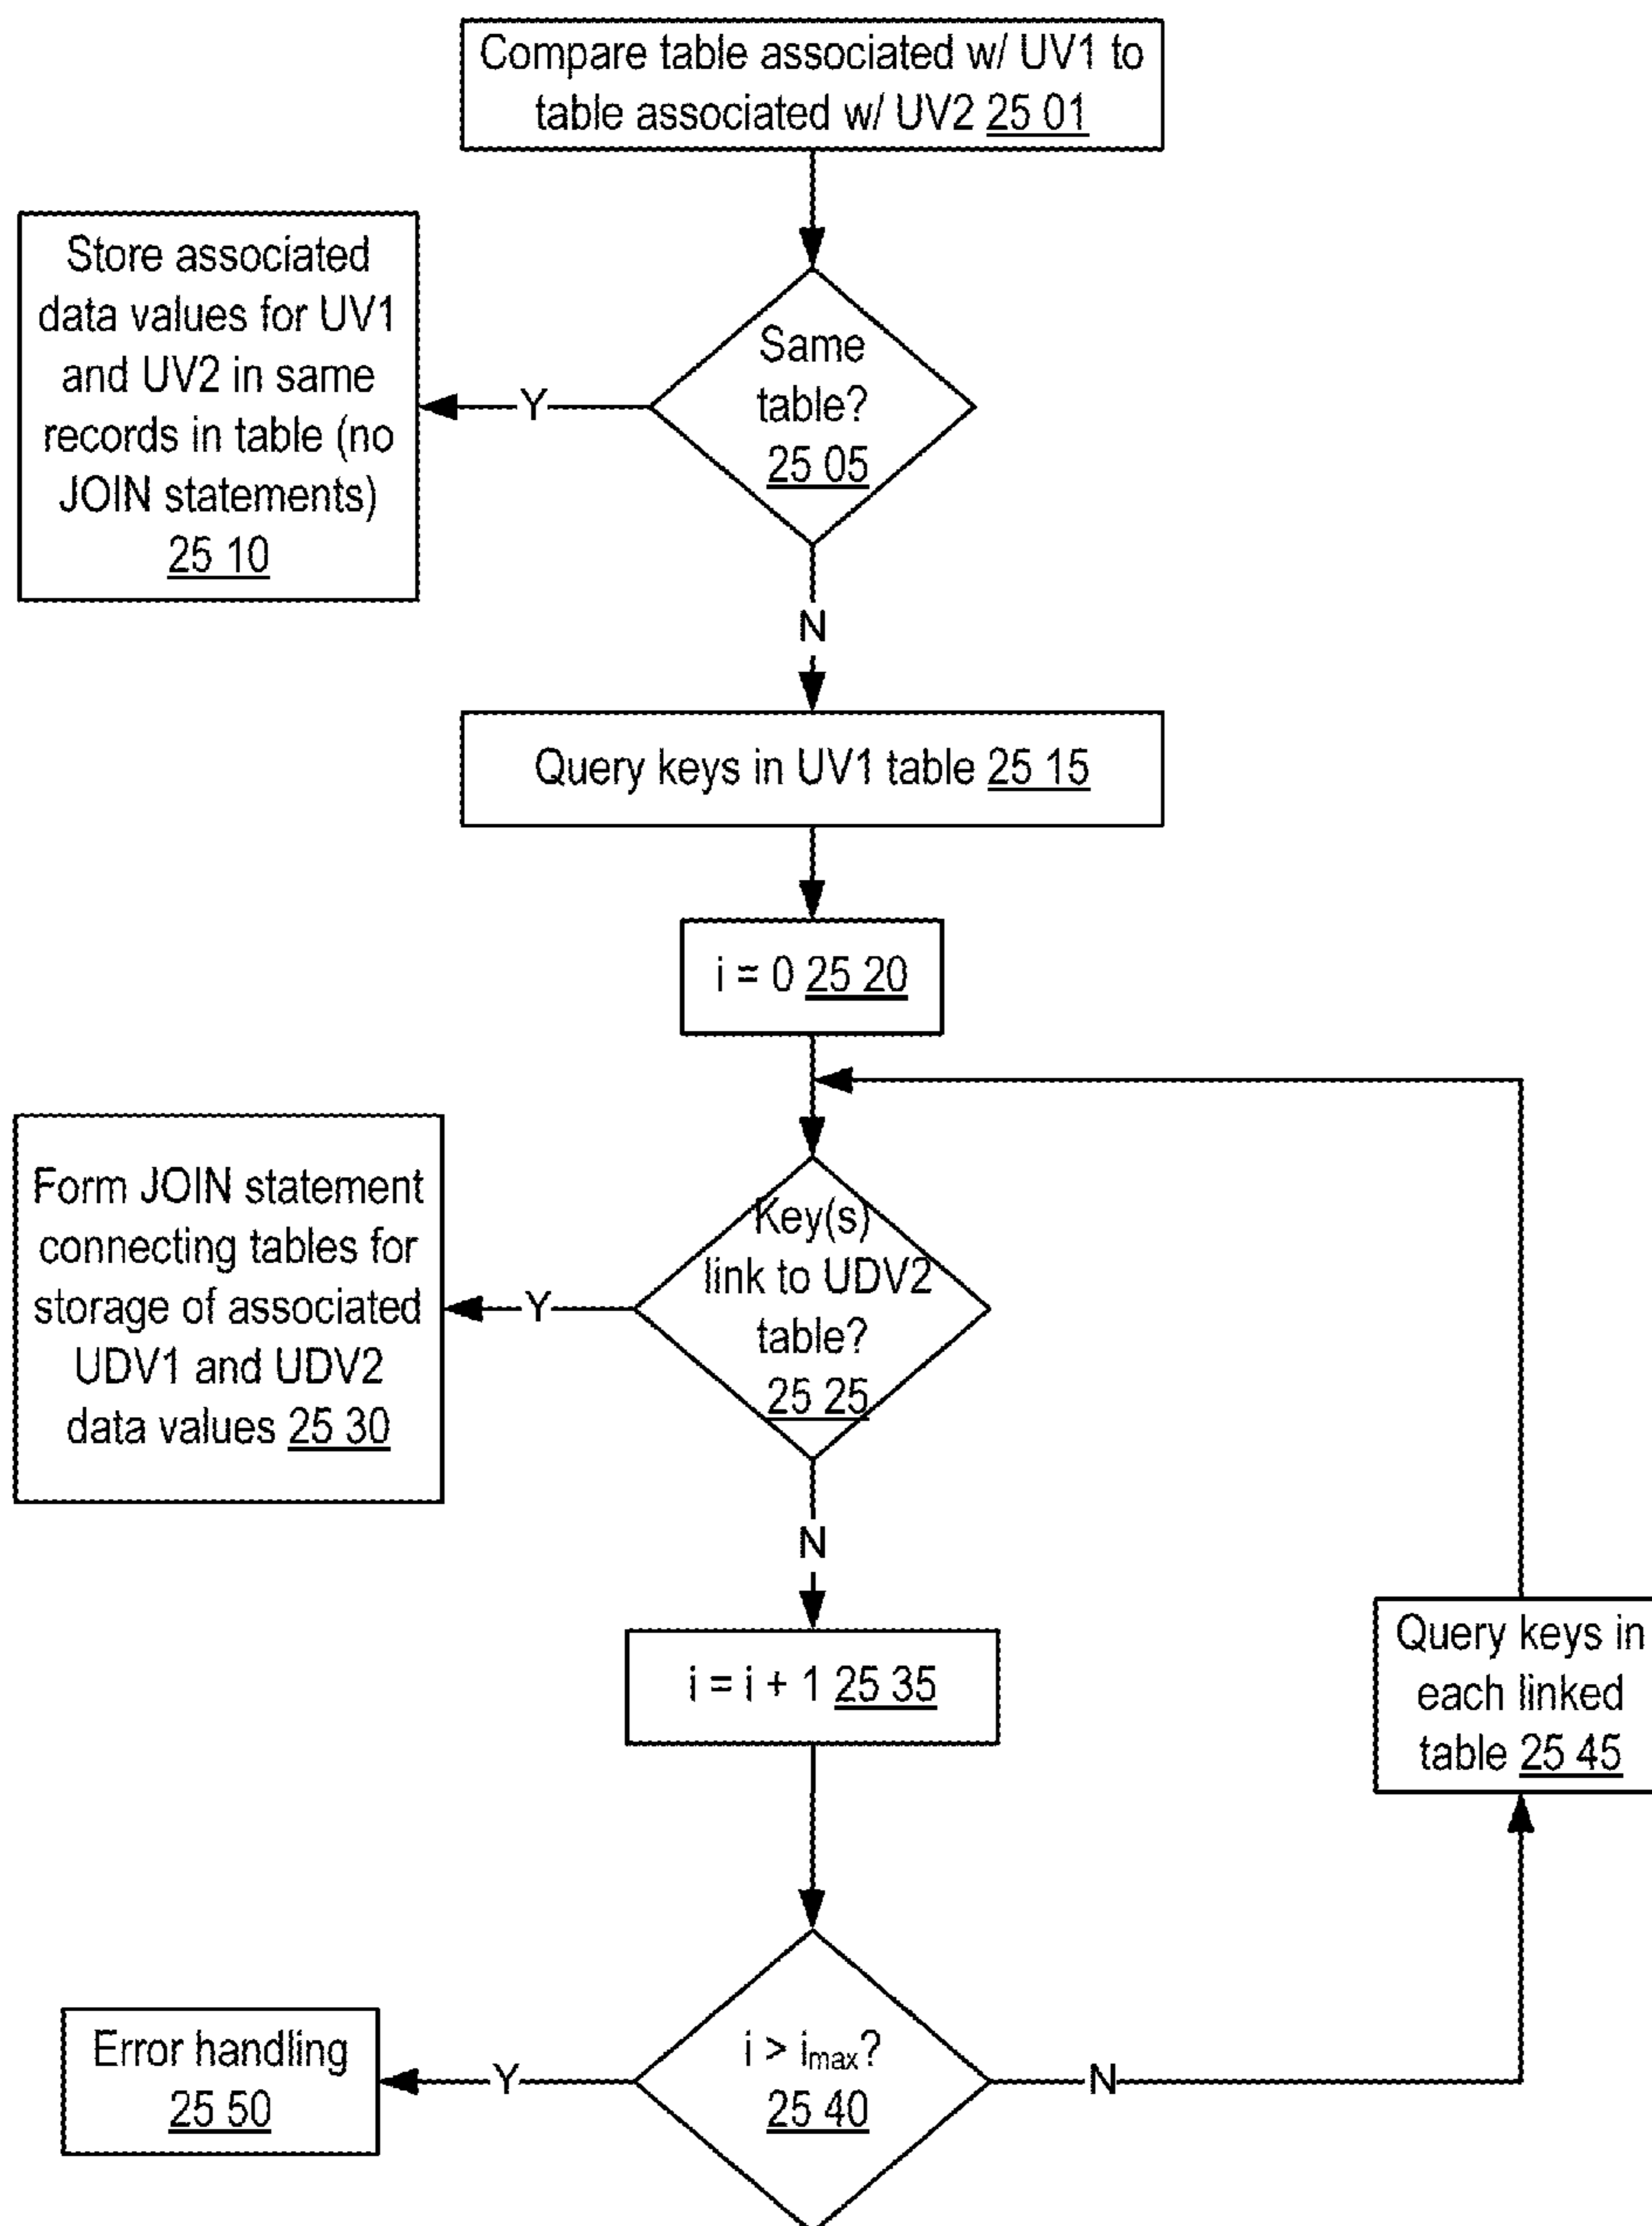 Compare table associated w/ UV1 to
table associated w/ UV2 25 01
Store associated
data values for UV1
and UV2 in same
records in table (no
JOIN statements)
25 10
Y
Same
table?
25 05
N
Query keys in UV1 table 25 15
i = 0 25 20
Form JOIN statement
connecting tables for
storage of associated
UDV1 and UDV2
data values 25 30
Y
Key(s)
link to UDV2
table?
25 25
N
i = i + 1 25 35
Query keys in
each linked
table 25 45
Error handling
25 50
Y
i > imax?
25 40
N